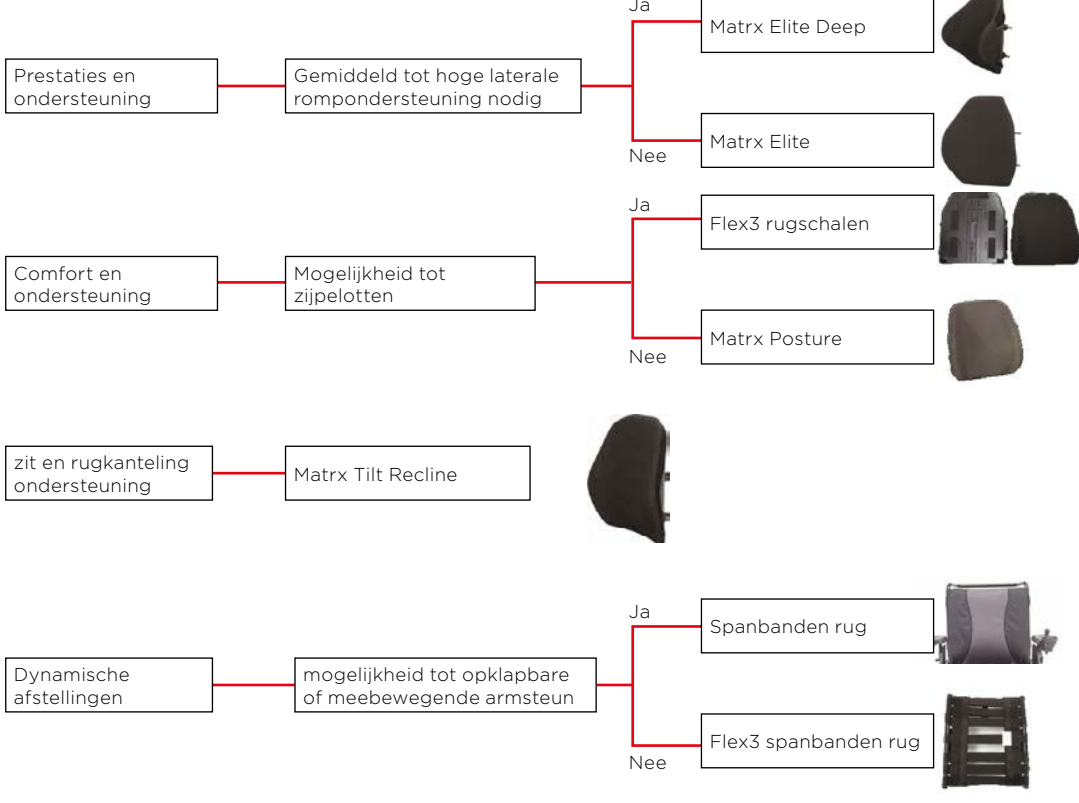 Ja
Matrx Elite Deep
Prestaties en
ondersteuning
Gemiddeld tot hoge laterale
rompondersteuning nodig
Matrx Elite
Nee
Ja
Flex3 rugschalen
Comfort en
ondersteuning
Mogelijkheid tot
zijpelotten
Matrx Posture
Nee
zit en rugkanteling
ondersteuning
Matrx Tilt Recline
Ja
Spanbanden rug
Dynamische
afstellingen
mogelijkheid tot opklapbare
of meebewegende armsteun
Flex3 spanbanden rug
Nee